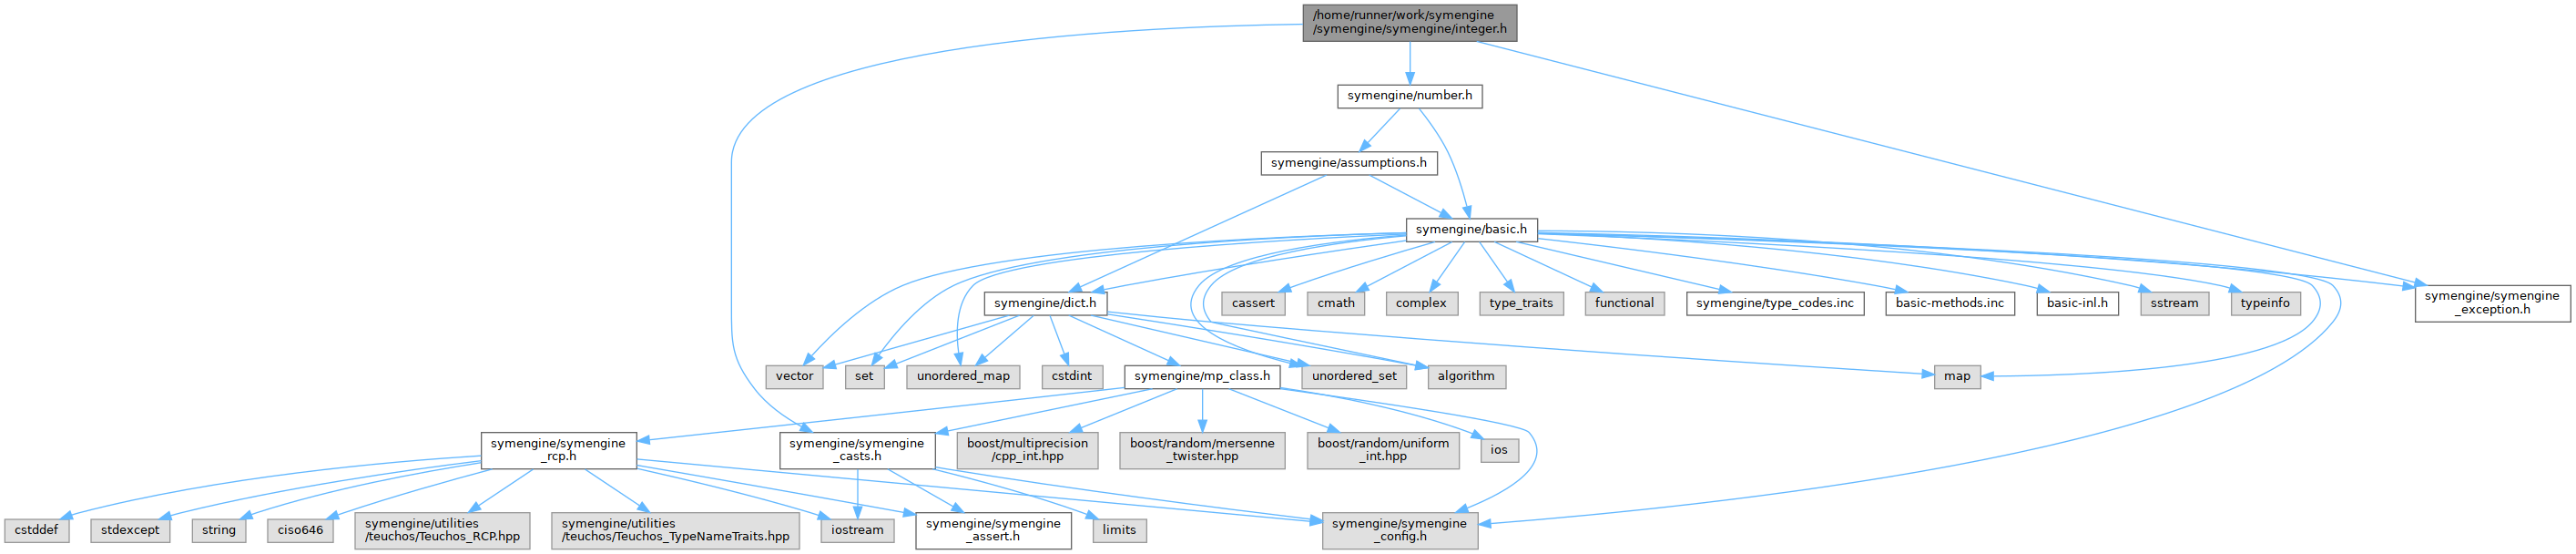 /home/runner/work/symengine
/symengine/symengine/integer.h
symengine/number.h
symengine/assumptions.h
symengine/basic.h
symengine/dict.h
cassert
cmath
complex
type_traits
functional
symengine/type_codes.inc
basic-methods.inc
basic-inl.h
sstream
typeinfo
symengine/symengine
_exception.h
vector
set
unordered_map
cstdint
symengine/mp_class.h
unordered_set
algorithm
map
symengine/symengine
_rcp.h
symengine/symengine
_casts.h
boost/multiprecision
/cpp_int.hpp
boost/random/mersenne
_twister.hpp
boost/random/uniform
_int.hpp
ios
cstddef
stdexcept
string
ciso646
symengine/utilities
/teuchos/Teuchos_RCP.hpp
symengine/utilities
/teuchos/Teuchos_TypeNameTraits.hpp
iostream
symengine/symengine
_assert.h
limits
symengine/symengine
_config.h